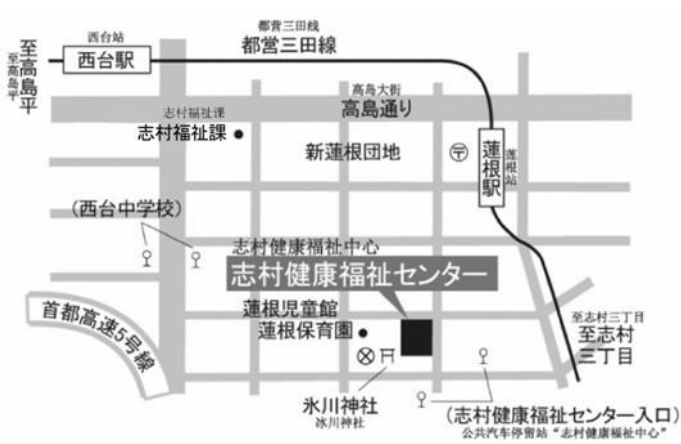 都营三田线
都営三田線
西台站
西台駅
至高島平
至高島平
高岛大街
高島通り
志村福祉课
志村福祉課
新蓮根団地
〒
蓮根駅
莲根站
(西台中学校)
志村健康福祉中心
志村健康福祉センター
首都高速5号線
蓮根児童館
蓮根保育園
至志村三丁目
至志村
三丁目
氷川神社
冰川神社
(志村健康福祉センター入口)
公共汽车停留站“志村健康福祉中心”